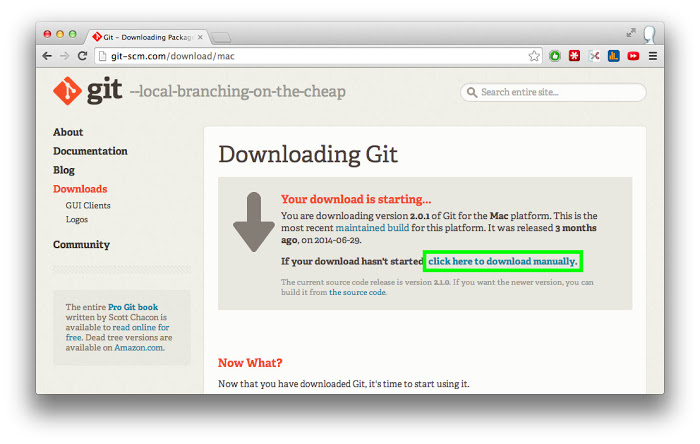 Git - Downloading Packag
git-scm.com/download/mac
git --local-branching-on-the-cheap
Search entire site...
About
Documentation
Blog
Downloads
GUI Clients
Logos
Community
The entire Pro Git book
written by Scott Chacon
is available to read online for
free. Dead tree versions are
available on Amazon.com.
Downloading Git
Your download is starting...
You are downloading version 2.0.1 of Git for the Mac platform. This is the
most recent maintained build for this platform. It was released 3 months
ago, on 2014-06-29.
If your download hasn't started, click here to download manually.
The current source code release is version 2.1.0. If you want the newer version, you can
build it from the source code.
Now What?
Now that you have downloaded Git, it's time to start using it.